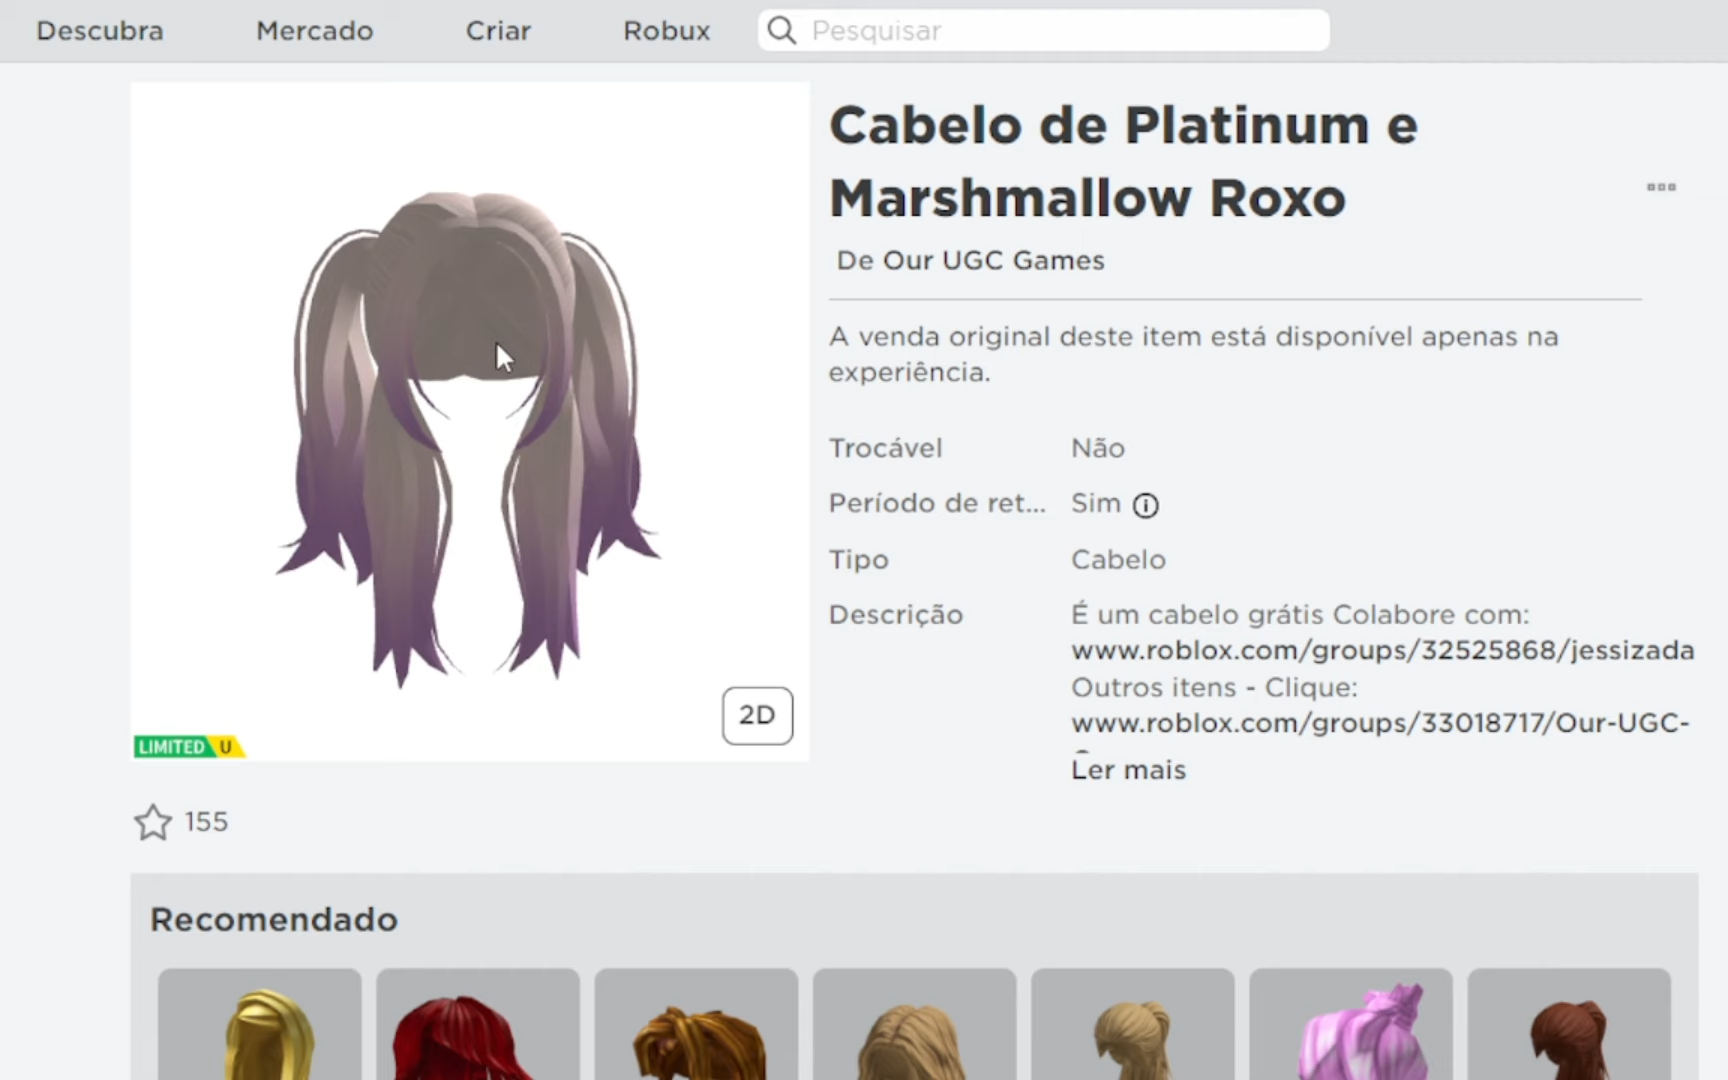 Descubra Mercado Criar Robux Pesquisar
Cabelo de Platinum e
Marshmallow Roxo
De Our UGC Games
A venda original deste item está disponível apenas na
experiência.
Trocável Não
Período de ret... Sim
Tipo Cabelo
Descrição É um cabelo grátis Colabore com:
www.roblox.com/groups/32525868/jessizada
Outros itens - Clique:
www.roblox.com/groups/33018717/Our-UGC-
Ler mais
2D
LIMITED U
155
Recomendado